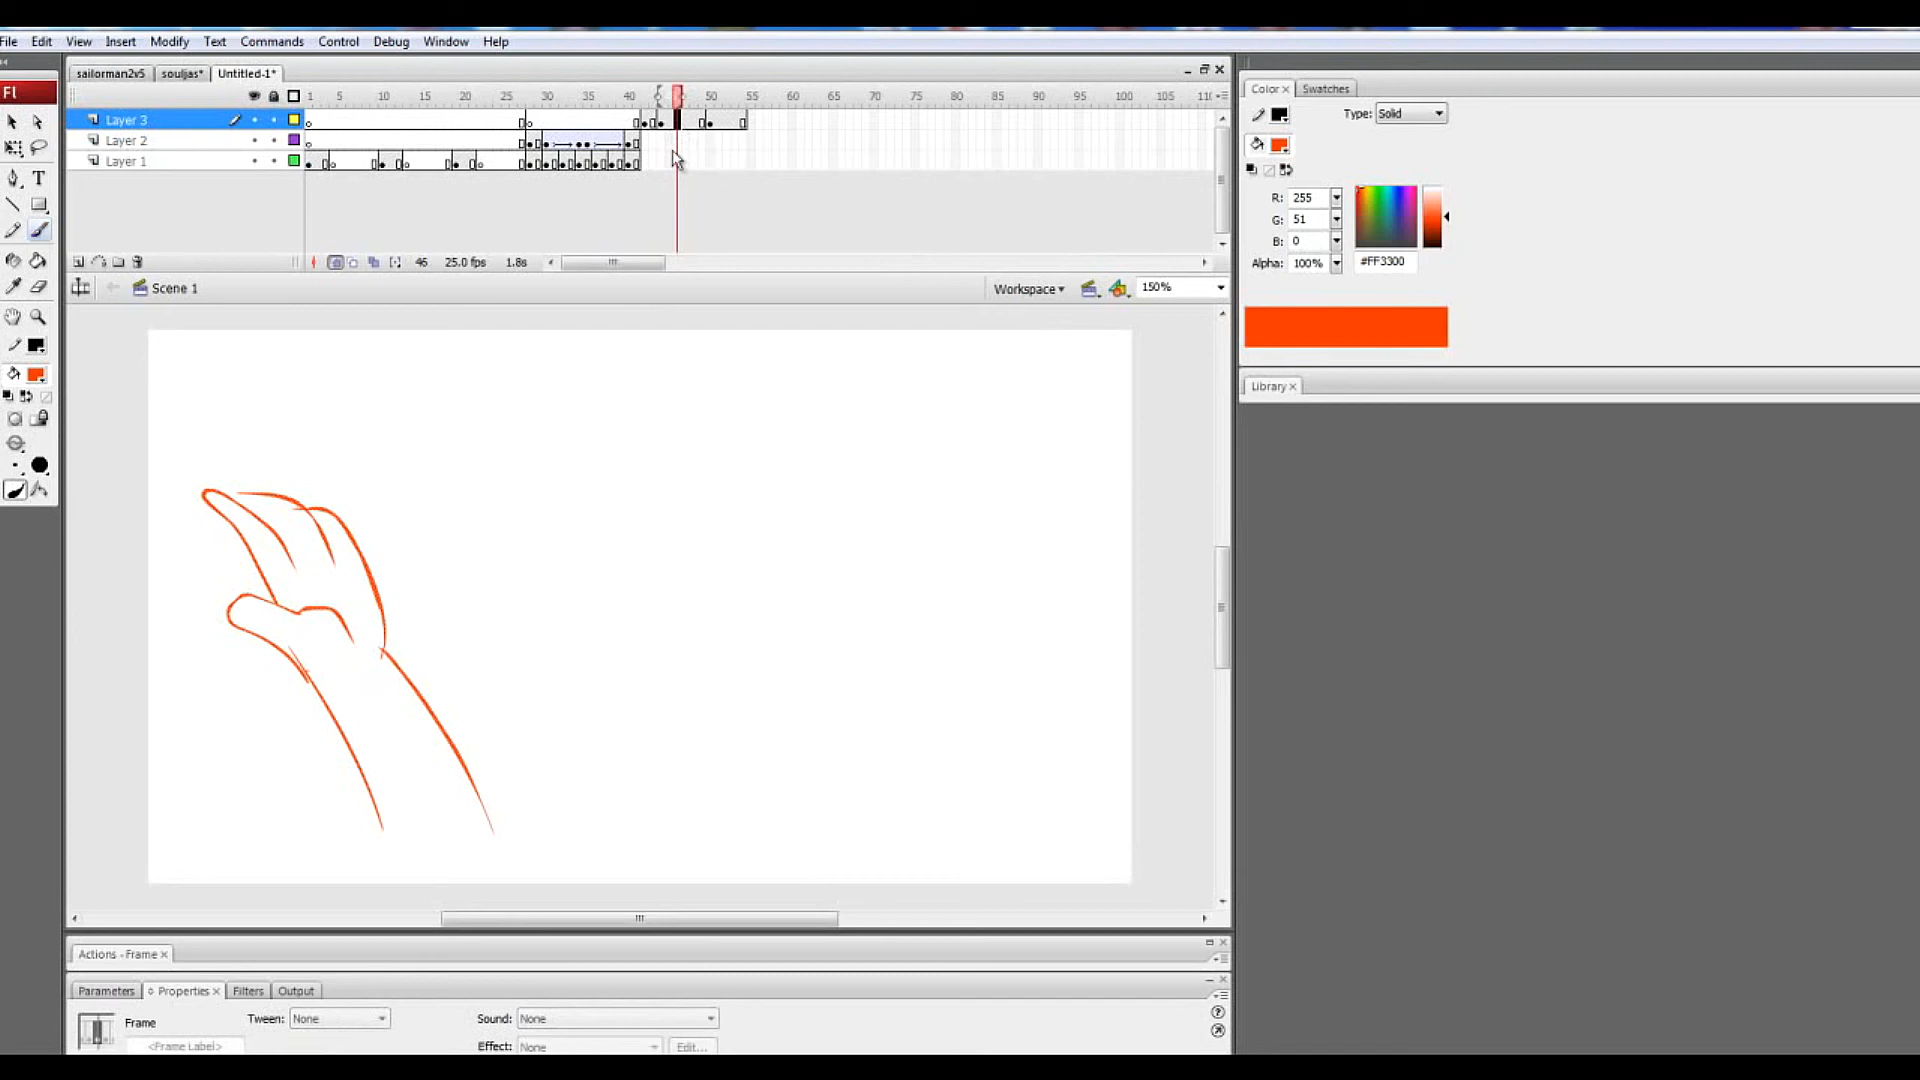 File Edit View Insert Modify Text Commands Control Debug Window Help
sailorman2v5 souljas* Untitled-1*
Fl
1 5 10 15 20 25 30 35 40 50 55 60 65 70 75 80 85 90 95 100 105
Layer 3
Layer 2
Layer 1
46 25.0 fps 1.8s
Scene 1
Workspace
150%
Color Swatches
Type: Solid
R: 255
G: 51
B: 0
Alpha: 100%
#FF3300
Library
Actions - Frame
Parameters Properties Filters Output
Frame
<Frame Label>
Tween: None
Sound: None
Effect: None
Edit...